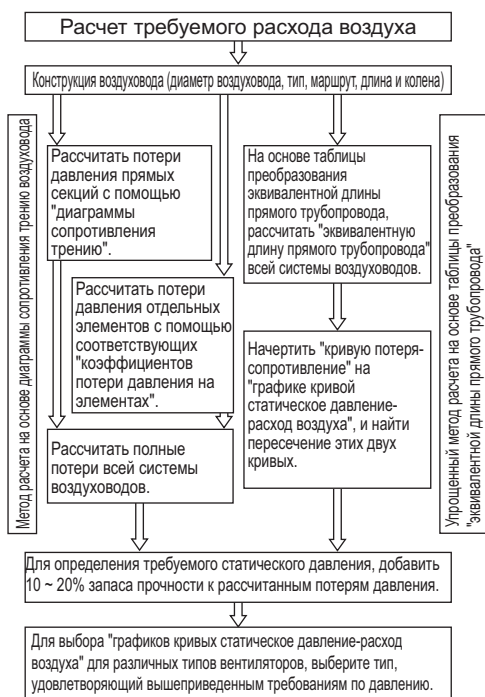 Расчет требуемого расхода воздуха
Конструкция воздуховода (диаметр воздуховода, тип, маршрут, длина и колена)
Метод расчета на основе диаграммы сопротивления трению воздуховода
Рассчитать потери
давления прямых
секций с помощью
"диаграммы
сопротивления
трению".
Рассчитать потери
давления отдельных
элементов с помощью
соответствующих
"коэффициентов
потери давления на
элементах".
Рассчитать полные
потери всей системы
воздуховодов.
На основе таблицы
преобразования
эквивалентной длины
прямого трубопровода,
рассчитать "эквивалентную
длину прямого трубопровода"
всей системы воздуховодов.
Начертить "кривую потеря-
сопротивление" на
"графике кривой
статическое давление-
расход воздуха", и найти
пересечение этих двух
кривых.
Упрощенный метод расчета на основе таблицы преобразования
"эквивалентной длины прямого трубопровода"
Для определения требуемого статического давления, добавить
10 ~ 20% запаса прочности к рассчитанным потерям давления.
Для выбора "графиков кривых статическое давление-расход
воздуха" для различных типов вентиляторов, выберите тип,
удовлетворяющий вышеприведенным требованиям по давлению.